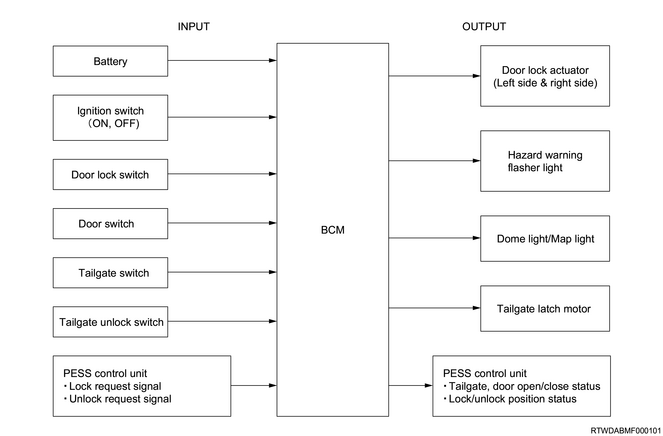 INPUT
OUTPUT
Battery
Ignition switch
(ON, OFF)
Door lock switch
Door switch
Tailgate switch
Tailgate unlock switch
PESS control unit
・Lock request signal
・Unlock request signal
BCM
Door lock actuator
(Left side & right side)
Hazard warning
flasher light
Dome light/Map light
Tailgate latch motor
PESS control unit
・Tailgate, door open/close status
・Lock/unlock position status
RTWDABMF000101